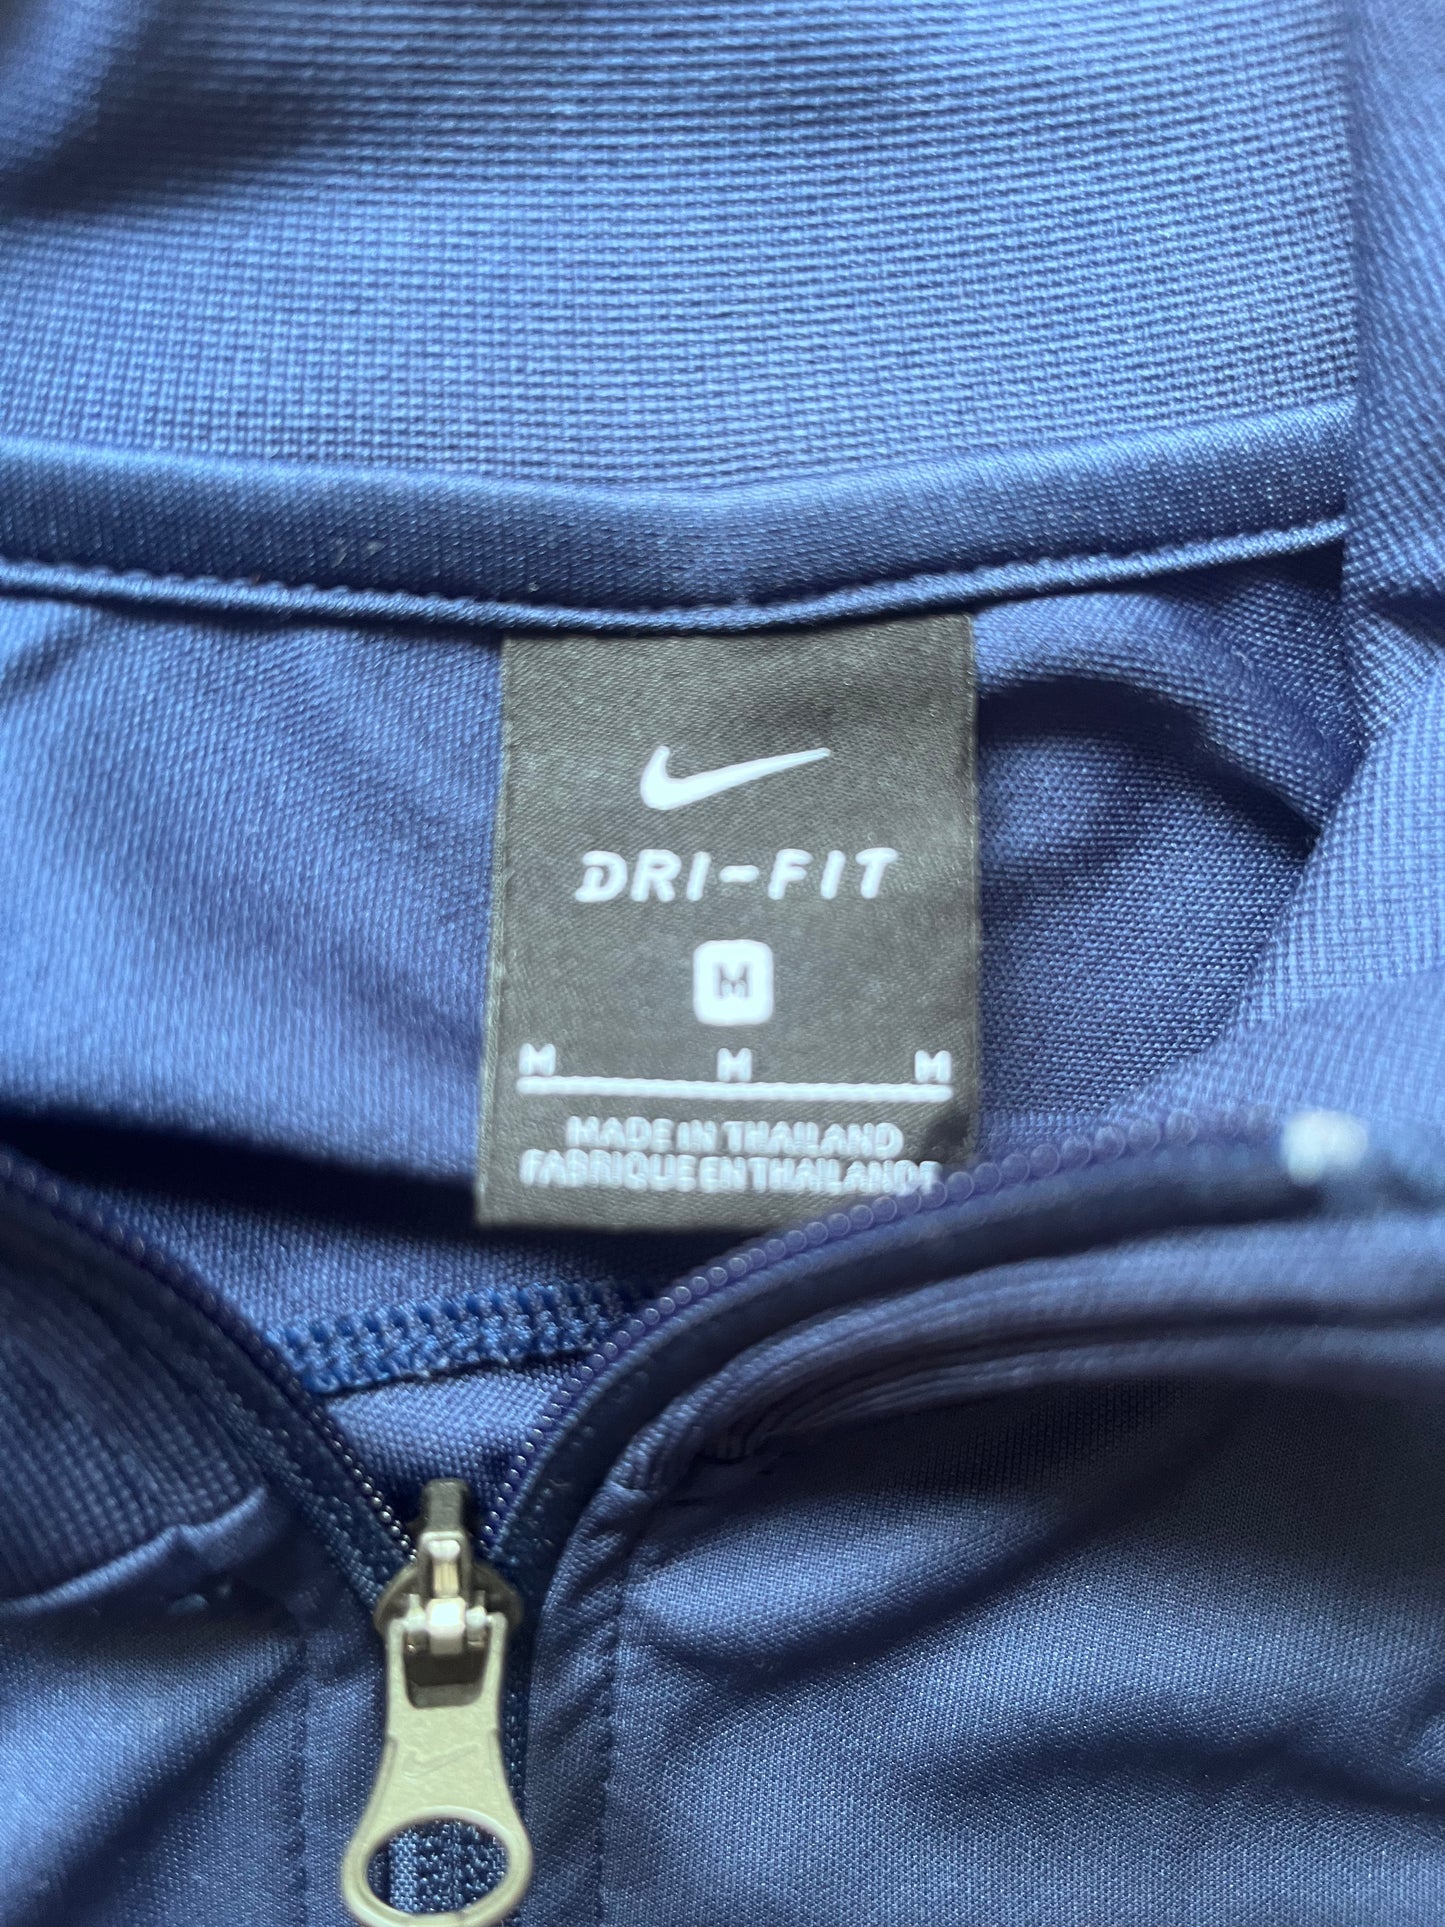 DRI-FIT
M
M M M
MADE IN THAILAND
FABRIQUE EN THAILANDE